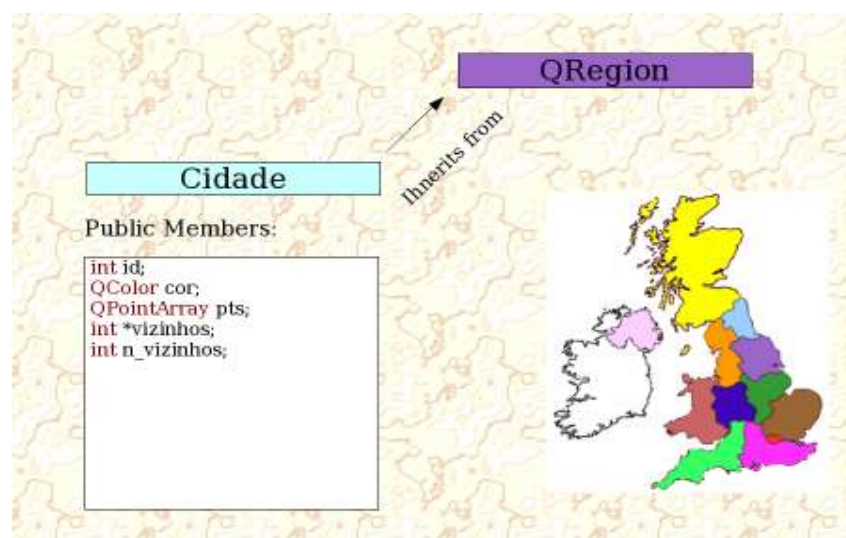 QRegion
Ihnerits from
Cidade
Public Members:
int id;
QColor cor;
QPointArray pts;
int *vizinhos;
int n_vizinhos;